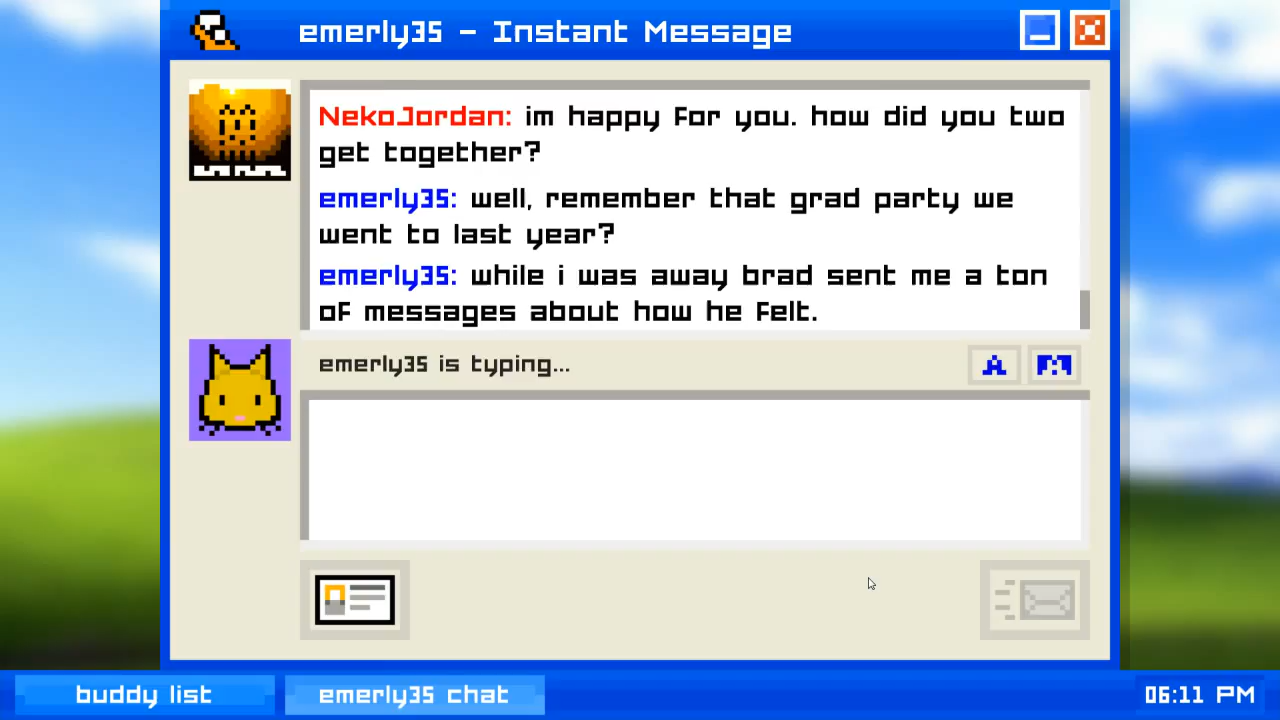 emerly35 - Instant Message
NekoJordan: im happy for you. how did you two
get together?
emerly35: well, remember that grad party we
went to last year?
emerly35: while i was away brad sent me a ton
of messages about how he felt.
emerly35 is typing...
A
buddy list
emerly35 chat
06:11 PM